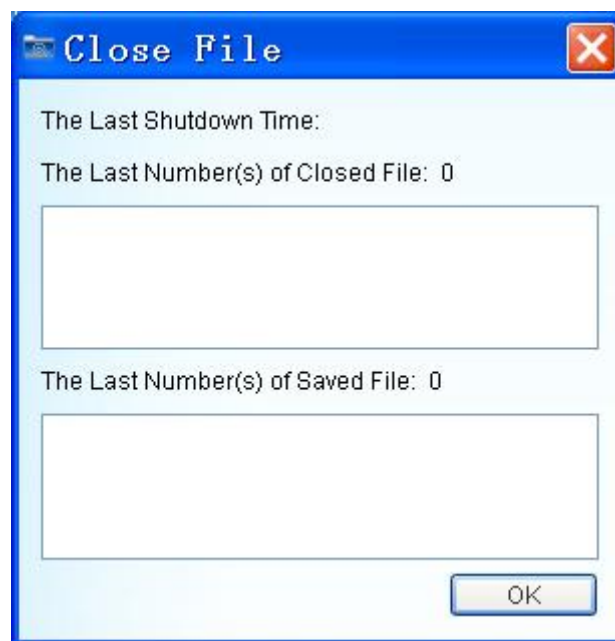 Close File
The Last Shutdown Time:
The Last Number(s) of Closed File: 0
The Last Number(s) of Saved File: 0
OK